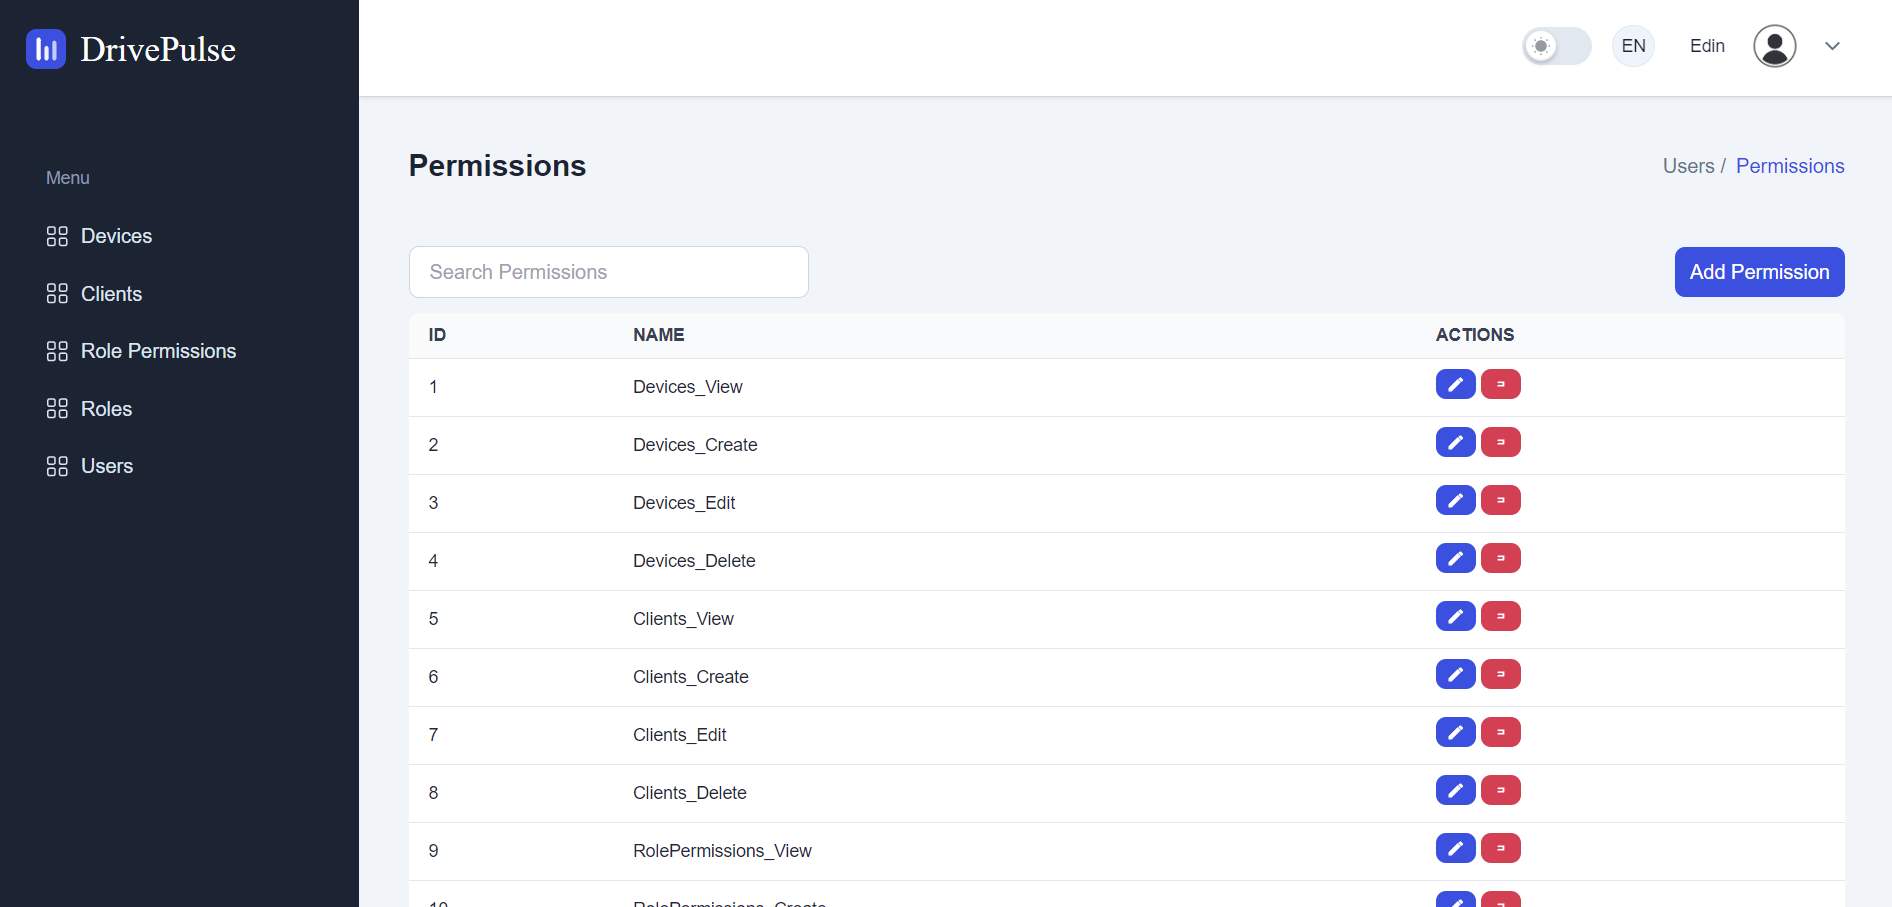 DrivePulse
EN
Edin
Menu
Devices
Clients
Role Permissions
Roles
Users
Permissions
Users / Permissions
Search Permissions
Add Permission
ID NAME ACTIONS
1 Devices_View
2 Devices_Create
3 Devices_Edit
4 Devices_Delete
5 Clients_View
6 Clients_Create
7 Clients_Edit
8 Clients_Delete
9 RolePermissions_View
10 RolePermissions_Create